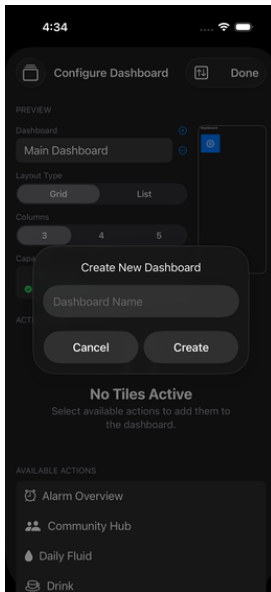 4:34
Configure Dashboard
Done
PREVIEW
Dashboard
Main Dashboard
Layout Type
Grid
List
Columns
3
4
5
Capa
Create New Dashboard
Dashboard Name
Cancel
Create
ACTI
No Tiles Active
Select available actions to add them to
the dashboard.
AVAILABLE ACTIONS
Alarm Overview
Community Hub
Daily Fluid
Drink